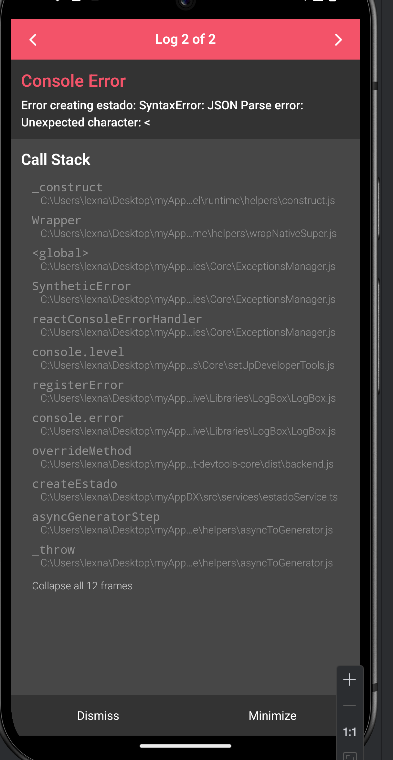 Log 2 of 2
Console Error
Error creating estado: SyntaxError: JSON Parse error:
Unexpected character: <
Call Stack
_construct
C:\Users\lexna\Desktop\myApp...el\runtime\helpers\construct.js
Wrapper
C:\Users\lexna\Desktop\myApp...me\helpers\wrapNativeSuper.js
<global>
C:\Users\lexna\Desktop\myApp...ies\Core\ExceptionsManager.js
SyntheticError
C:\Users\lexna\Desktop\myApp...ies\Core\ExceptionsManager.js
reactConsoleErrorHandler
C:\Users\lexna\Desktop\myApp...ies\Core\ExceptionsManager.js
console.level
C:\Users\lexna\Desktop\myApp...s\Core\setUpDeveloperTools.js
registerError
C:\Users\lexna\Desktop\myApp...ive\Libraries\LogBox\LogBox.js
console.error
C:\Users\lexna\Desktop\myApp...ive\Libraries\LogBox\LogBox.js
overrideMethod
C:\Users\lexna\Desktop\myApp...t-devtools-core\dist\backend.js
createEstado
C:\Users\lexna\Desktop\myAppDX\src\services\estadoService.ts
asyncGeneratorStep
C:\Users\lexna\Desktop\myApp...e\helpers\asyncToGenerator.js
_throw
C:\Users\lexna\Desktop\myApp...e\helpers\asyncToGenerator.js
Collapse all 12 frames
Dismiss Minimize
1:1